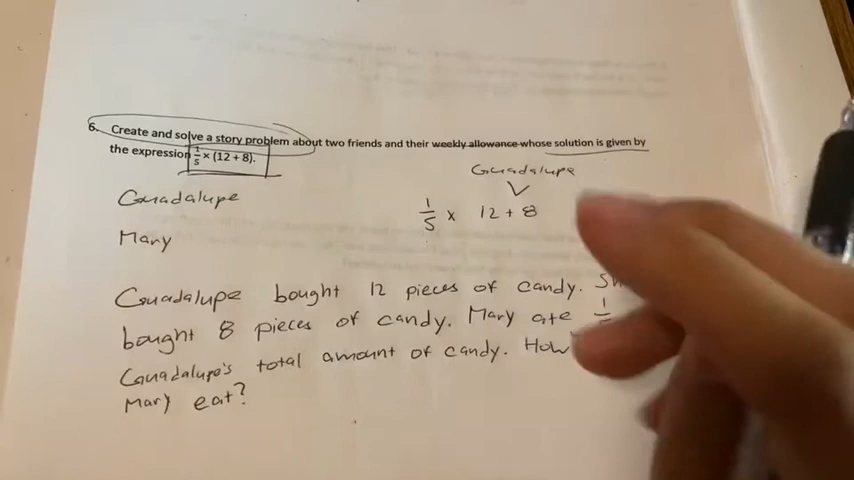 6. Create and solve a story problem about two friends and their weekly allowance whose solution is given by
the expression 1/5 × (12 + 8).
Guadalupe
Guadalupe
1/5 × 12 + 8
Mary
Guadalupe bought 12 pieces of candy.
bought 8 pieces of candy. Mary ate 1/5
Guadalupe's total amount of candy. How
Mary eat?